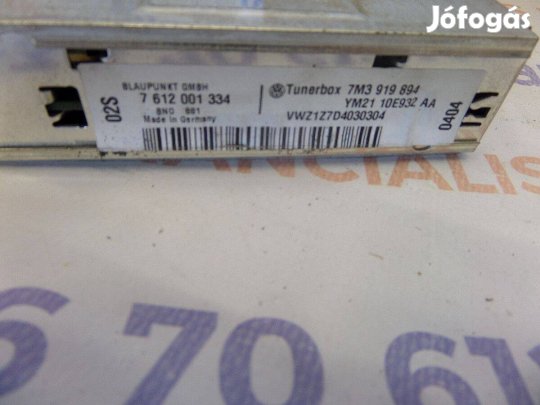 Jófogás
BLAUPUNKT GMBH
7 612 001 334
BNO 881
Made in Germany
02S
Tunerbox 7M3 919 894
YM21 10E932 AA
VWZ1Z7D4030304
0404
ANCIALIS
6 70 61